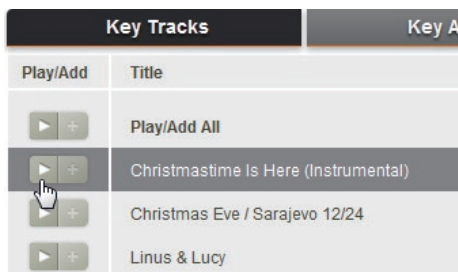 Key Tracks Key A
Play/Add Title
Play/Add All
Christmastime Is Here (Instrumental)
Christmas Eve / Sarajevo 12/24
Linus & Lucy